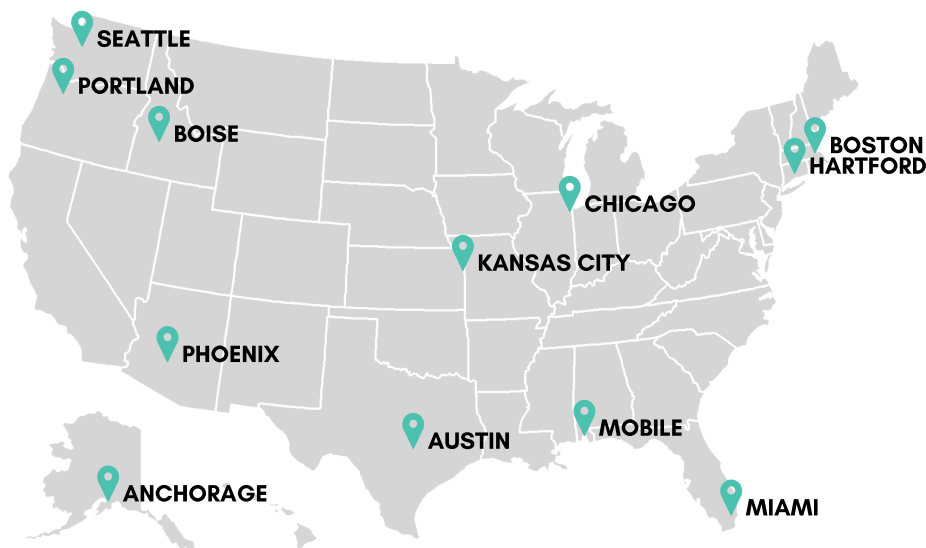 SEATTLE
PORTLAND
BOISE
BOSTON
HARTFORD
CHICAGO
KANSAS CITY
PHOENIX
MOBILE
AUSTIN
ANCHORAGE
MIAMI